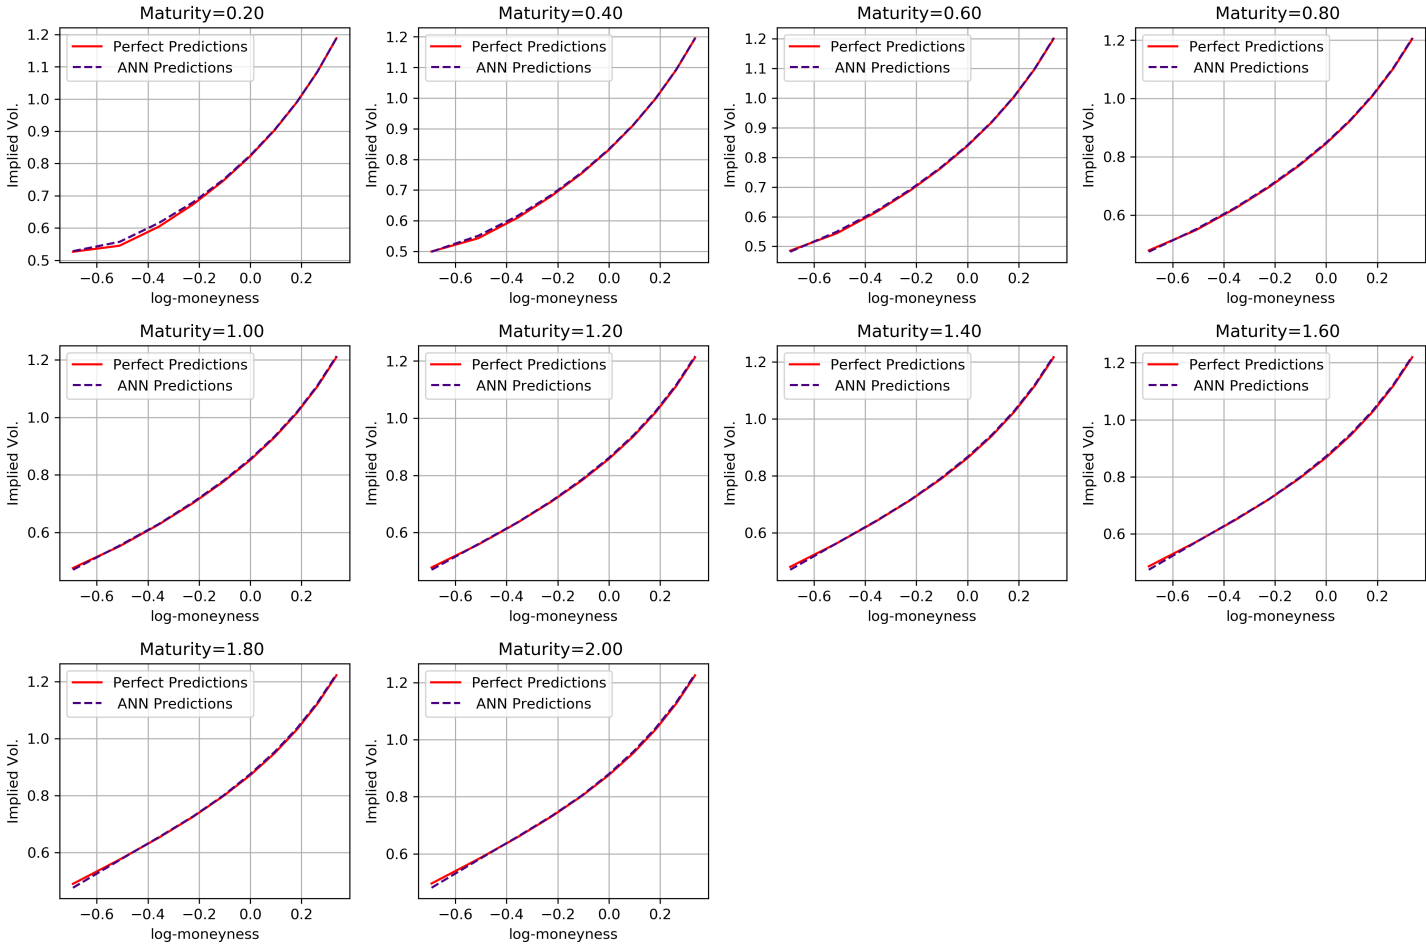 Maturity=0.20
Perfect Predictions
ANN Predictions
Implied Vol.
1.2
1.1
1.0
0.9
0.8
0.7
0.6
0.5
−0.6 −0.4 −0.2 0.0 0.2
log-moneyness
Maturity=0.40
Perfect Predictions
ANN Predictions
Implied Vol.
1.2
1.1
1.0
0.9
0.8
0.7
0.6
0.5
−0.6 −0.4 −0.2 0.0 0.2
log-moneyness
Maturity=0.60
Perfect Predictions
ANN Predictions
Implied Vol.
1.2
1.1
1.0
0.9
0.8
0.7
0.6
0.5
−0.6 −0.4 −0.2 0.0 0.2
log-moneyness
Maturity=0.80
Perfect Predictions
ANN Predictions
Implied Vol.
1.2
1.0
0.8
0.6
−0.6 −0.4 −0.2 0.0 0.2
log-moneyness
Maturity=1.00
Perfect Predictions
ANN Predictions
Implied Vol.
1.2
1.0
0.8
0.6
−0.6 −0.4 −0.2 0.0 0.2
log-moneyness
Maturity=1.20
Perfect Predictions
ANN Predictions
Implied Vol.
1.2
1.0
0.8
0.6
−0.6 −0.4 −0.2 0.0 0.2
log-moneyness
Maturity=1.40
Perfect Predictions
ANN Predictions
Implied Vol.
1.2
1.0
0.8
0.6
−0.6 −0.4 −0.2 0.0 0.2
log-moneyness
Maturity=1.60
Perfect Predictions
ANN Predictions
Implied Vol.
1.2
1.0
0.8
0.6
−0.6 −0.4 −0.2 0.0 0.2
log-moneyness
Maturity=1.80
Perfect Predictions
ANN Predictions
Implied Vol.
1.2
1.0
0.8
0.6
−0.6 −0.4 −0.2 0.0 0.2
log-moneyness
Maturity=2.00
Perfect Predictions
ANN Predictions
Implied Vol.
1.2
1.0
0.8
0.6
−0.6 −0.4 −0.2 0.0 0.2
log-moneyness